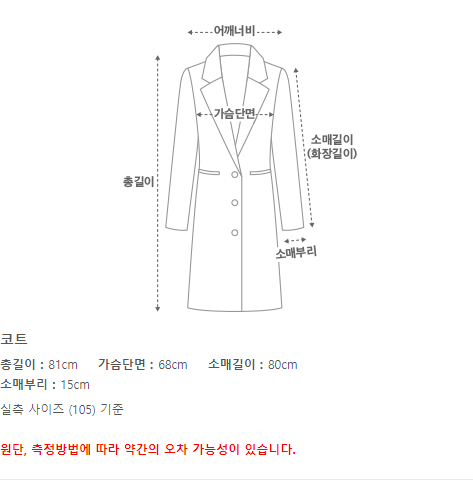 어깨너비
가슴단면
소매길이
(화장길이)
총길이
소매부리
코트
총길이 : 81cm 가슴단면 : 68cm 소매길이 : 80cm
소매부리 : 15cm
실측 사이즈 (105) 기준
원단, 측정방법에 따라 약간의 오차 가능성이 있습니다.